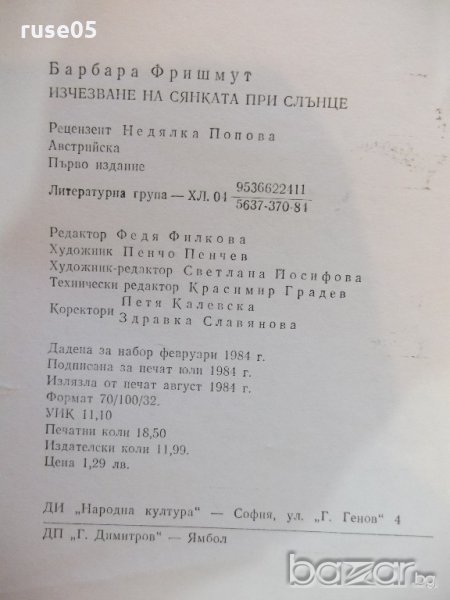 ruse05
Барбара Фришмут
ИЗЧЕЗВАНЕ НА СЯНКАТА ПРИ СЛЪНЦЕ
Рецензент Недялка Попова
Австрийска
Първо издание
Литературна група — ХЛ. 04 9536622411
5637-370-84
Редактор Федя Филкова
Художник Пенчо Пенчев
Художник-редактор Светлана Йосифова
Технически редактор Красимир Градев
Коректори Петя Калевска
Здравка Славянова
Дадена за набор февруари 1984 г.
Подписана за печат юли 1984 г.
Излязла от печат август 1984 г.
Формат 70/100/32.
УИК 11,10
Печатни коли 18,50
Издателски коли 11,99.
Цена 1,29 лв.
ДИ „Народна култура“ — София, ул. „Г. Генов“ 4
ДП „Г. Димитров“ — Ямбол
bazar.bg